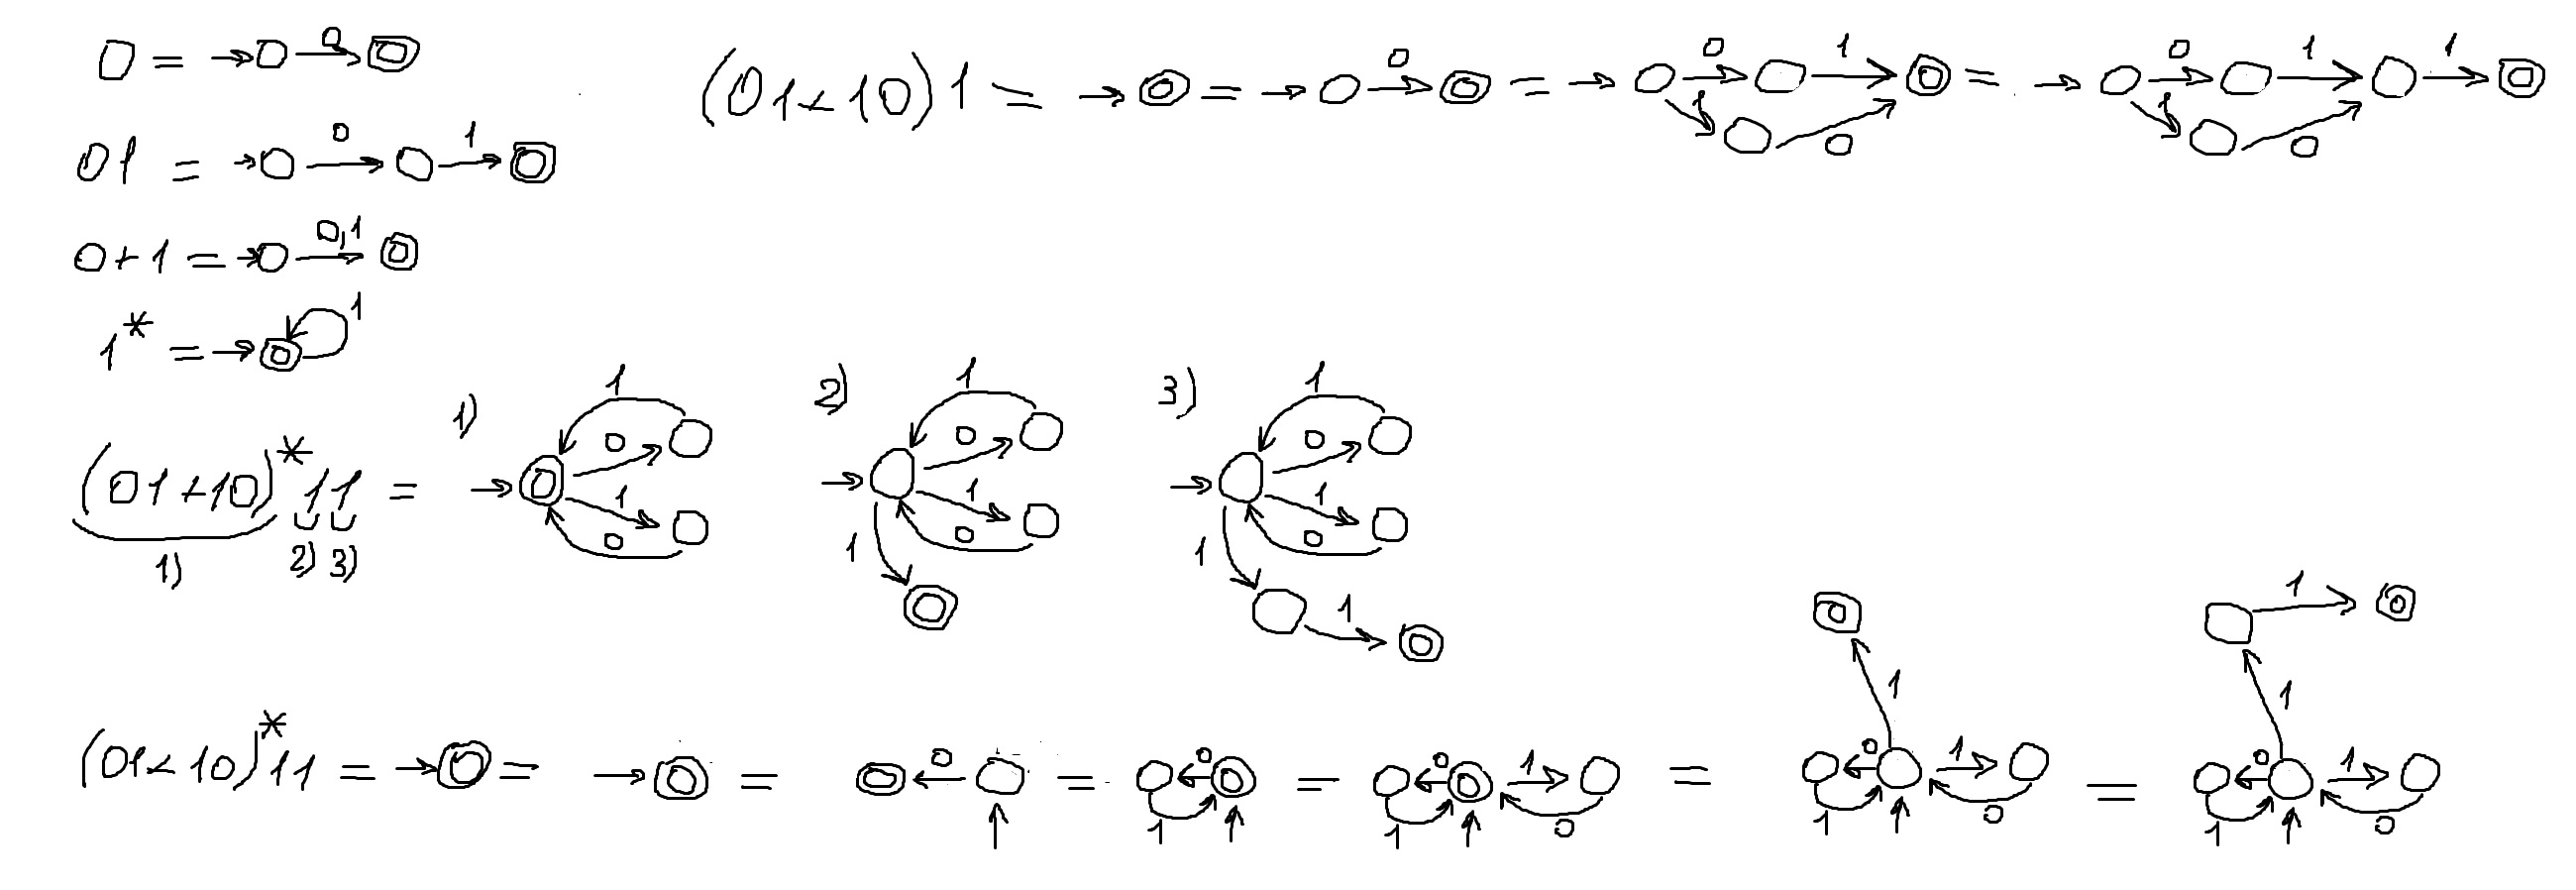 0 = 0
(01+10)1 = = 0 = 0 1 1 0 = 0 1 1 1 0
01 = 0 1
0+1 = 0,1
1* = 1
(01+10)*11 = 1) 1 0 1 0 2) 1 0 1 0 1 3) 1 0 1 0 1 1
1) 2) 3)
(01+10)*11 = = = 0 = 0 1 = 0 1 1 0 = 1 0 1 1 0 = 1 1 0 1 1 0